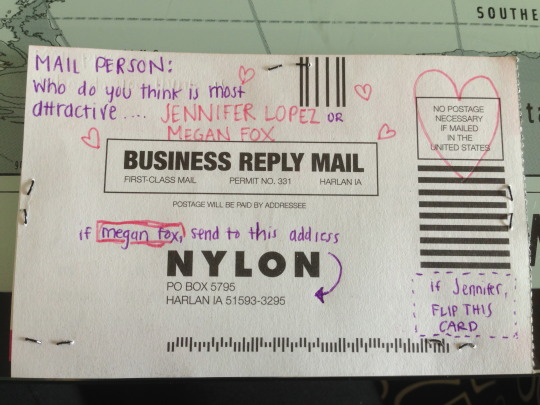 SOUTHE
MAIL PERSON:
Who do you think is most
attractive .... JENNIFER LOPEZ OR
MEGAN FOX
NO POSTAGE
NECESSARY
IF MAILED
IN THE
UNITED STATES
BUSINESS REPLY MAIL
FIRST-CLASS MAIL PERMIT NO. 331 HARLAN IA
POSTAGE WILL BE PAID BY ADDRESSEE
if megan fox, send to this address
NYLON
PO BOX 5795
HARLAN IA 51593-3295
if Jennifer,
FLIP THIS
CARD